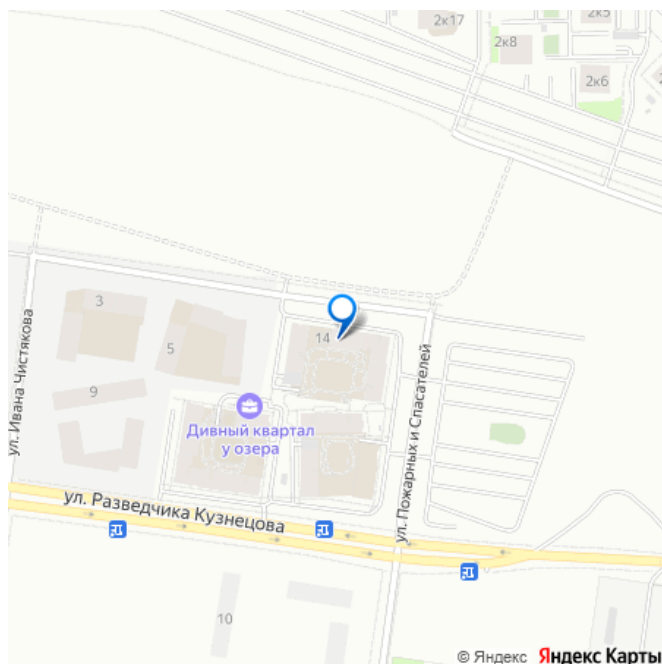 2к17
2к5
2к8
2к6
ул. Ивана Чистякова
3
14
5
ул. Пожарных и Спасателей
9
Дивный квартал
у озера
ул. Разведчика Кузнецова
10
© Яндекс Яндекс Карты